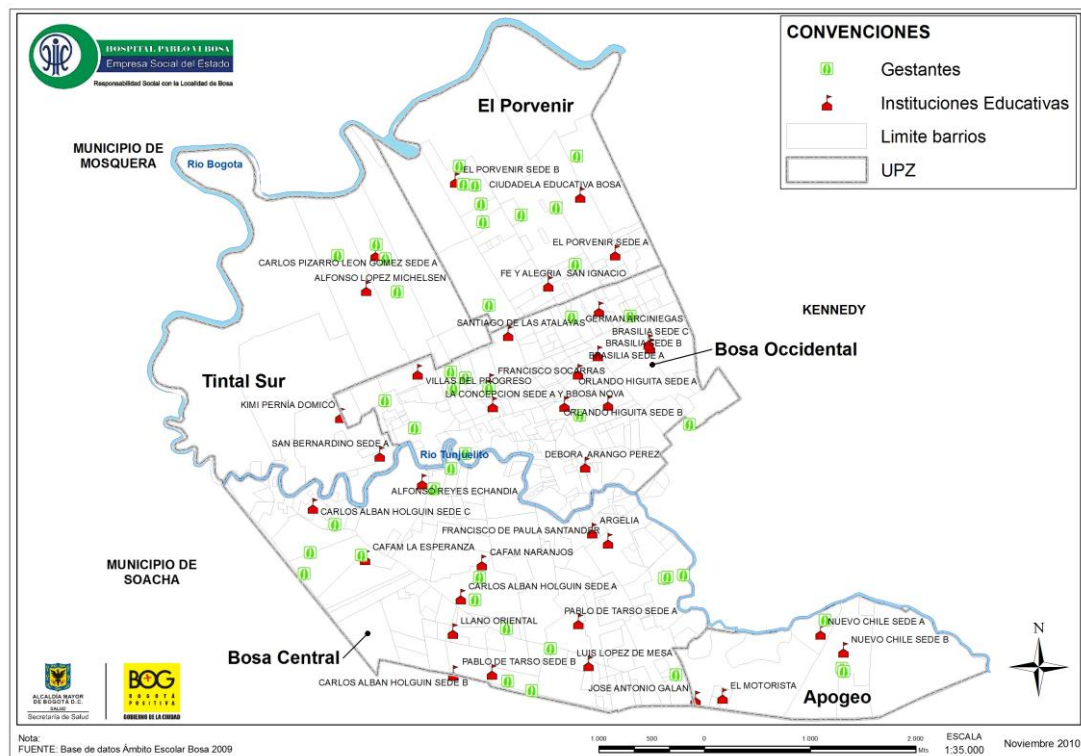 HOSPITAL PABLO VI BOSA
Empresa Social del Estado
Responsabilidad Social con la Localidad de Bosa
CONVENCIONES
Gestantes
Instituciones Educativas
Limite barrios
UPZ
El Porvenir
MUNICIPIO DE
MOSQUERA
Rio Bogota
EL PORVENIR SEDE B
CIUDADELA EDUCATIVA BOSA
EL PORVENIR SEDE A
CARLOS PIZARRO LEON GOMEZ SEDE A
ALFONSO LOPEZ MICHELSEN
FE Y ALEGRIA SAN IGNACIO
KENNEDY
SANTIAGO DE LAS ATALAYAS
GERMAN ARCINIEGAS
BRASILIA SEDE C
BRASILIA SEDE B
BRASILIA SEDE A
Bosa Occidental
Tintal Sur
FRANCISCO SOCARRAS
VILLAS DEL PROGRESO
ORLANDO HIGUITA SEDE A
LA CONCEPCION SEDE A Y BBOSA NOVA
KIMI PERNÍA DOMICÓ
ORLANDO HIGUITA SEDE B
SAN BERNARDINO SEDE A
Rio Tunjuelito
DEBORA ARANGO PEREZ
ALFONSO REYES ECHANDIA
CARLOS ALBAN HOLGUIN SEDE C
ARGELIA
FRANCISCO DE PAULA SANTANDER
MUNICIPIO DE
SOACHA
CAFAM LA ESPERANZA
CAFAM NARANJOS
CARLOS ALBAN HOLGUIN SEDE A
PABLO DE TARSO SEDE A
LLANO ORIENTAL
NUEVO CHILE SEDE A
NUEVO CHILE SEDE B
Bosa Central
LUIS LOPEZ DE MESA
PABLO DE TARSO SEDE B
CARLOS ALBAN HOLGUIN SEDE B
JOSE ANTONIO GALAN
EL MOTORISTA
Apogeo
N
ALCALDÍA MAYOR
DE BOGOTÁ D.C.
SALUD
Secretaría de Salud
BOG
BOGOTÁ
POSITIVA
GOBIERNO DE LA CIUDAD
Nota:
FUENTE: Base de datos Ámbito Escolar Bosa 2009
1.000 500 0 1.000 2.000
Mts
ESCALA
1:35.000
Noviembre 2010